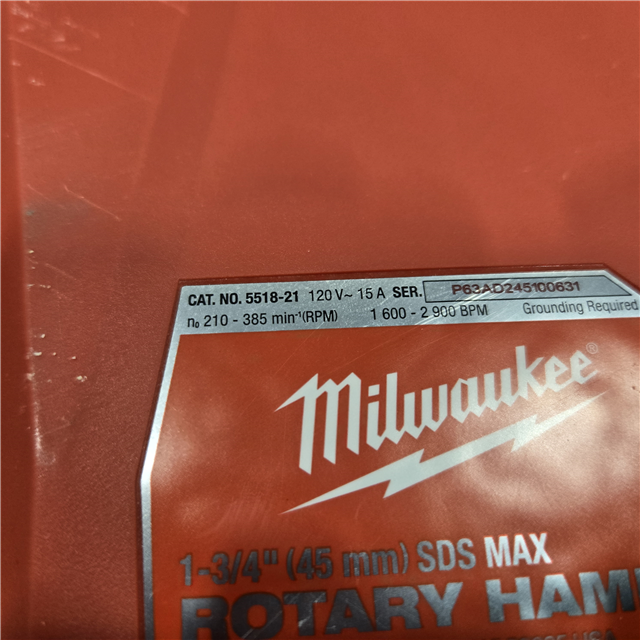 CAT. NO. 5518-21 120 V~ 15 A SER. P63AD245100631
n₀ 210 - 385 min⁻¹(RPM) 1 600 - 2 900 BPM Grounding Required
Milwaukee®
1-3/4" (45 mm) SDS MAX
ROTARY
USA